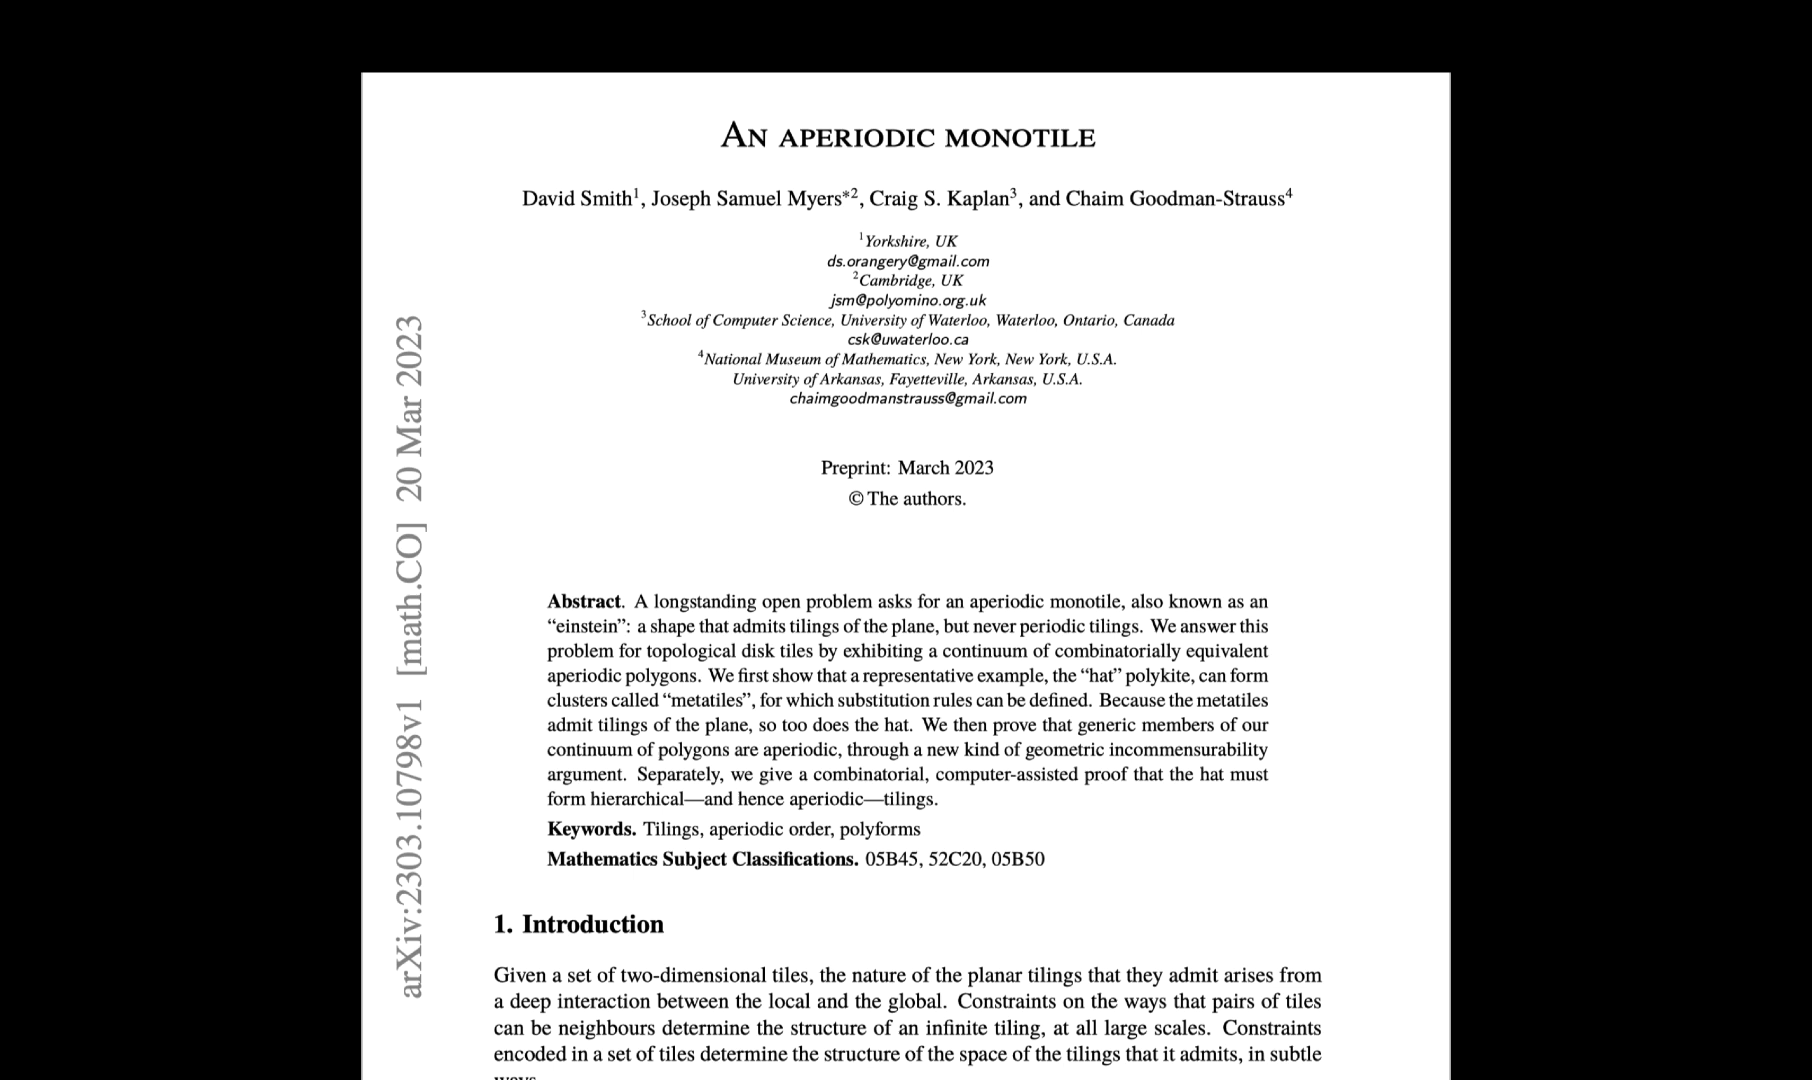 AN APERIODIC MONOTILE
David Smith¹, Joseph Samuel Myers*², Craig S. Kaplan³, and Chaim Goodman-Strauss⁴
¹Yorkshire, UK
ds.orangery@gmail.com
²Cambridge, UK
jsm@polyomino.org.uk
³School of Computer Science, University of Waterloo, Waterloo, Ontario, Canada
csk@uwaterloo.ca
⁴National Museum of Mathematics, New York, New York, U.S.A.
University of Arkansas, Fayetteville, Arkansas, U.S.A.
chaimgoodmanstrauss@gmail.com
Preprint: March 2023
© The authors.
arXiv:2303.10798v1 [math.CO] 20 Mar 2023
Abstract. A longstanding open problem asks for an aperiodic monotile, also known as an
“einstein”: a shape that admits tilings of the plane, but never periodic tilings. We answer this
problem for topological disk tiles by exhibiting a continuum of combinatorially equivalent
aperiodic polygons. We first show that a representative example, the “hat” polykite, can form
clusters called “metatiles”, for which substitution rules can be defined. Because the metatiles
admit tilings of the plane, so too does the hat. We then prove that generic members of our
continuum of polygons are aperiodic, through a new kind of geometric incommensurability
argument. Separately, we give a combinatorial, computer-assisted proof that the hat must
form hierarchical—and hence aperiodic—tilings.
Keywords. Tilings, aperiodic order, polyforms
Mathematics Subject Classifications. 05B45, 52C20, 05B50
1. Introduction
Given a set of two-dimensional tiles, the nature of the planar tilings that they admit arises from
a deep interaction between the local and the global. Constraints on the ways that pairs of tiles
can be neighbours determine the structure of an infinite tiling, at all large scales. Constraints
encoded in a set of tiles determine the structure of the space of the tilings that it admits, in subtle